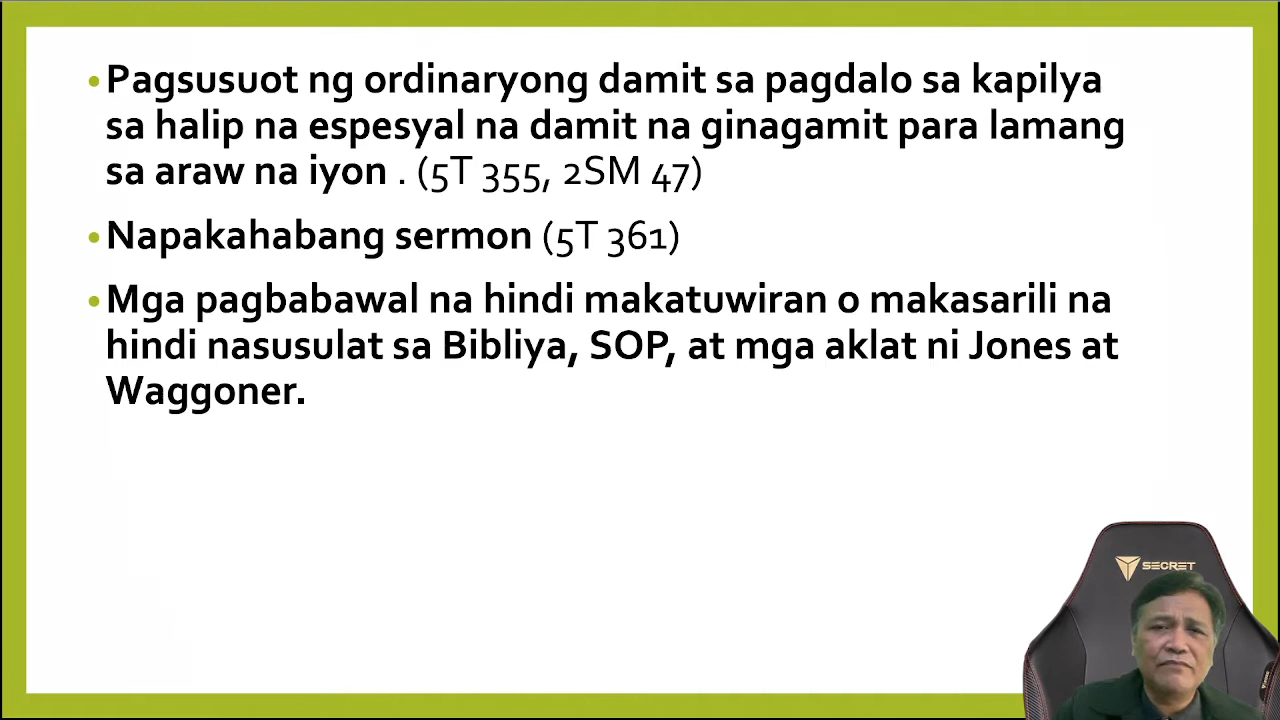 •Pagsusuot ng ordinaryong damit sa pagdalo sa kapilya
sa halip na espesyal na damit na ginagamit para lamang
sa araw na iyon . (5T 355, 2SM 47)
•Napakahabang sermon (5T 361)
•Mga pagbabawal na hindi makatuwiran o makasarili na
hindi nasusulat sa Bibliya, SOP, at mga aklat ni Jones at
Waggoner.
SECRET